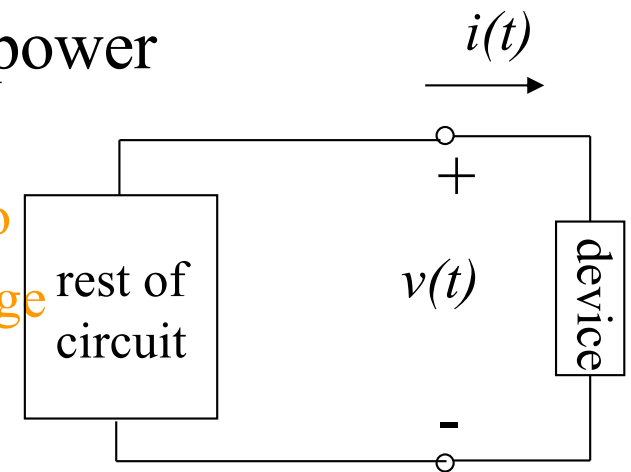 i(t)
power
+
rest of
circuit
v(t)
device
-